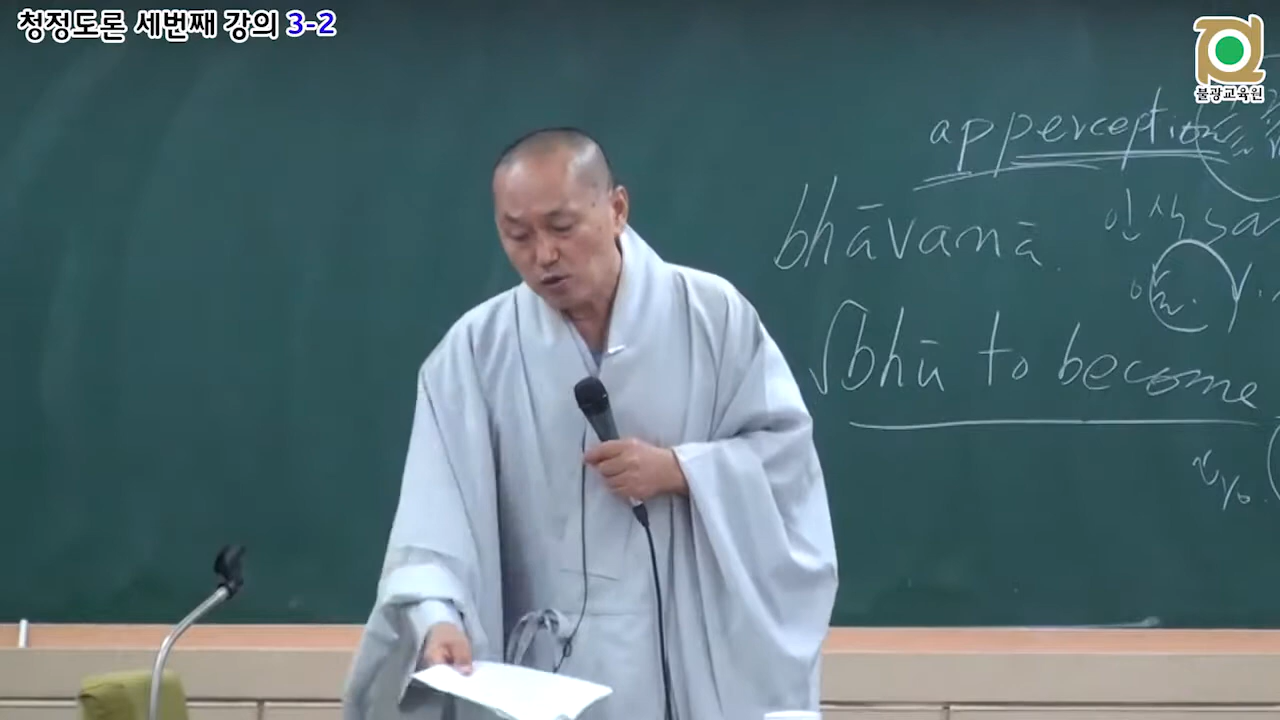 청정도론 세번째 강의 3-2
불광교육원
apperception
bhāvanā.
인식
√bhū to become